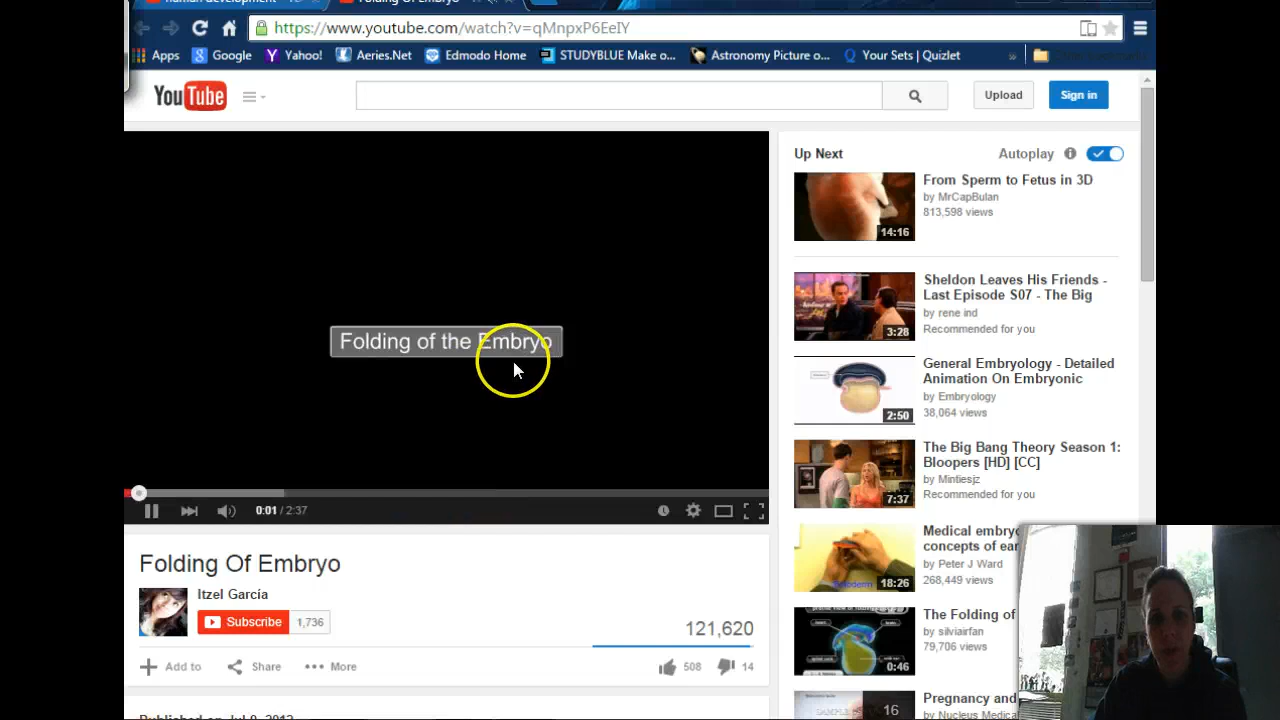 Folding Of Embryo
https://www.youtube.com/watch?v=qMnpxP6EeIY
Apps Google Yahoo! Aeries.Net Edmodo Home STUDYBLUE Make o... Astronomy Picture o... Your Sets | Quizlet »
YouTube
Upload
Sign in
Folding of the Embryo
0:01 / 2:37
Folding Of Embryo
Itzel Garcia
Subscribe 1,736
121,620
Add to Share More 508 14
Up Next Autoplay
From Sperm to Fetus in 3D
by MrCapBulan
813,598 views
14:16
Sheldon Leaves His Friends -
Last Episode S07 - The Big
by rene ind
Recommended for you
3:28
General Embryology - Detailed
Animation On Embryonic
by Embryology
38,064 views
2:50
The Big Bang Theory Season 1:
Bloopers [HD] [CC]
by Mintiesjz
Recommended for you
7:37
Medical embryo
concepts of ear
by Peter J Ward
268,449 views
18:26
The Folding of
by silviairfan
79,706 views
0:46
Pregnancy and
by Nucleus Medica
16